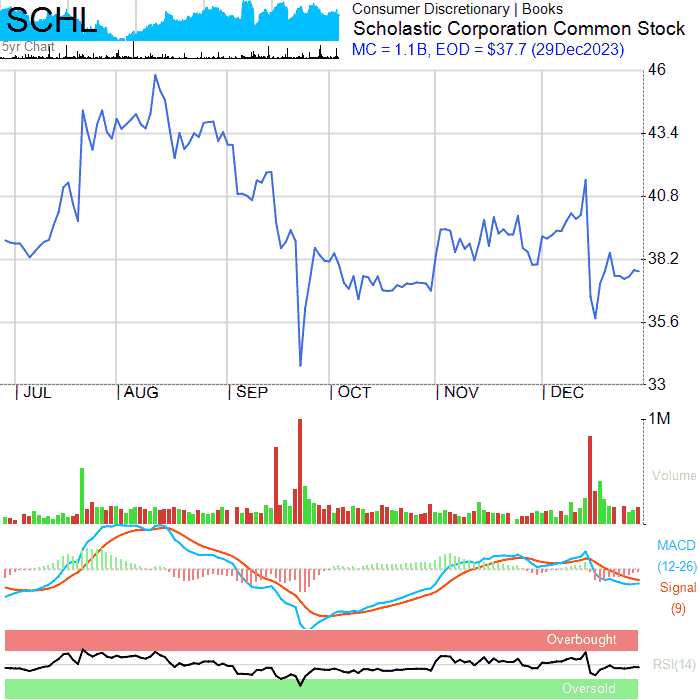 SCHL
5yr Chart
Consumer Discretionary | Books
Scholastic Corporation Common Stock
MC = 1.1B, EOD = $37.7 (29Dec2023)
46
43.4
40.8
38.2
35.6
33
JUL AUG SEP OCT NOV DEC
1M
Volume
MACD
(12-26)
Signal
(9)
Overbought
RSI(14)
Oversold